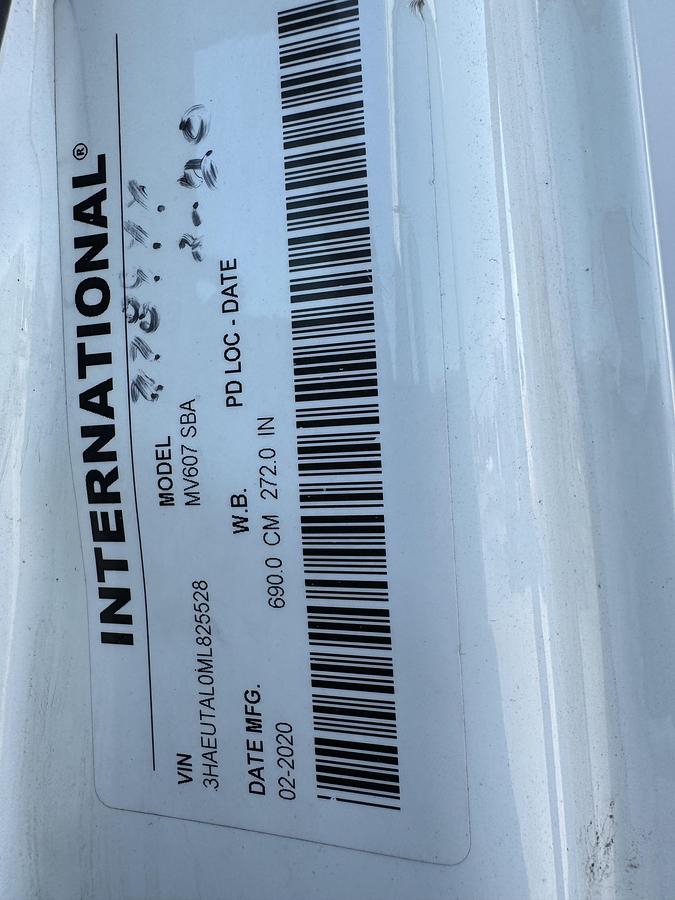 INTERNATIONAL®
VIN
3HAEUTAL0ML825528
MODEL
MV607 SBA
DATE MFG.
02-2020
W.B.
690.0 CM 272.0 IN
PD LOC - DATE